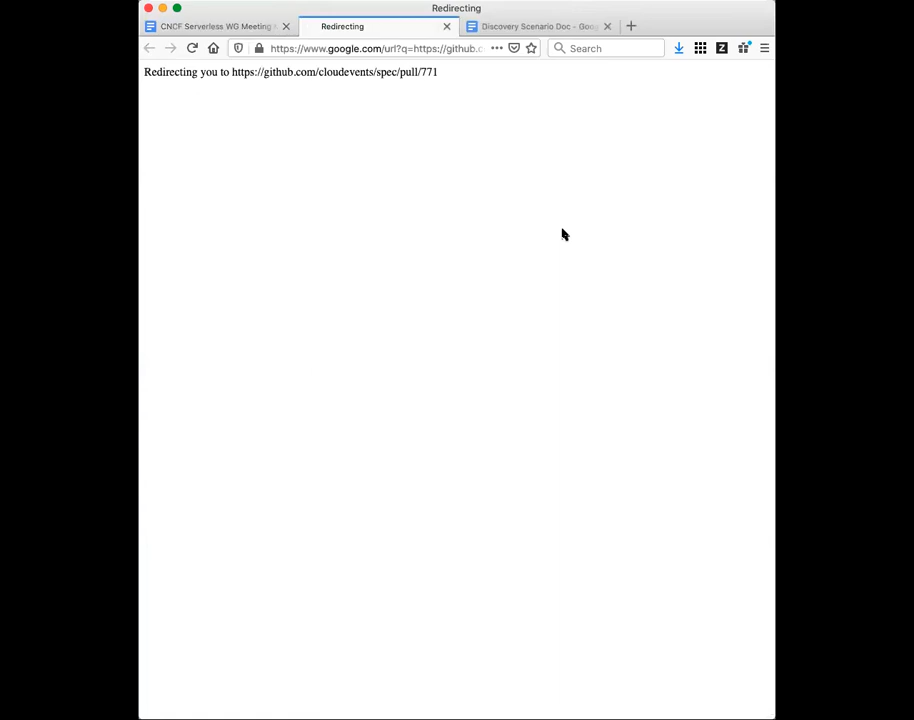 Redirecting
CNCF Serverless WG Meeting
Redirecting
Discovery Scenario Doc - Goog
https://www.google.com/url?q=https://github.c
Search
Z
Redirecting you to https://github.com/cloudevents/spec/pull/771